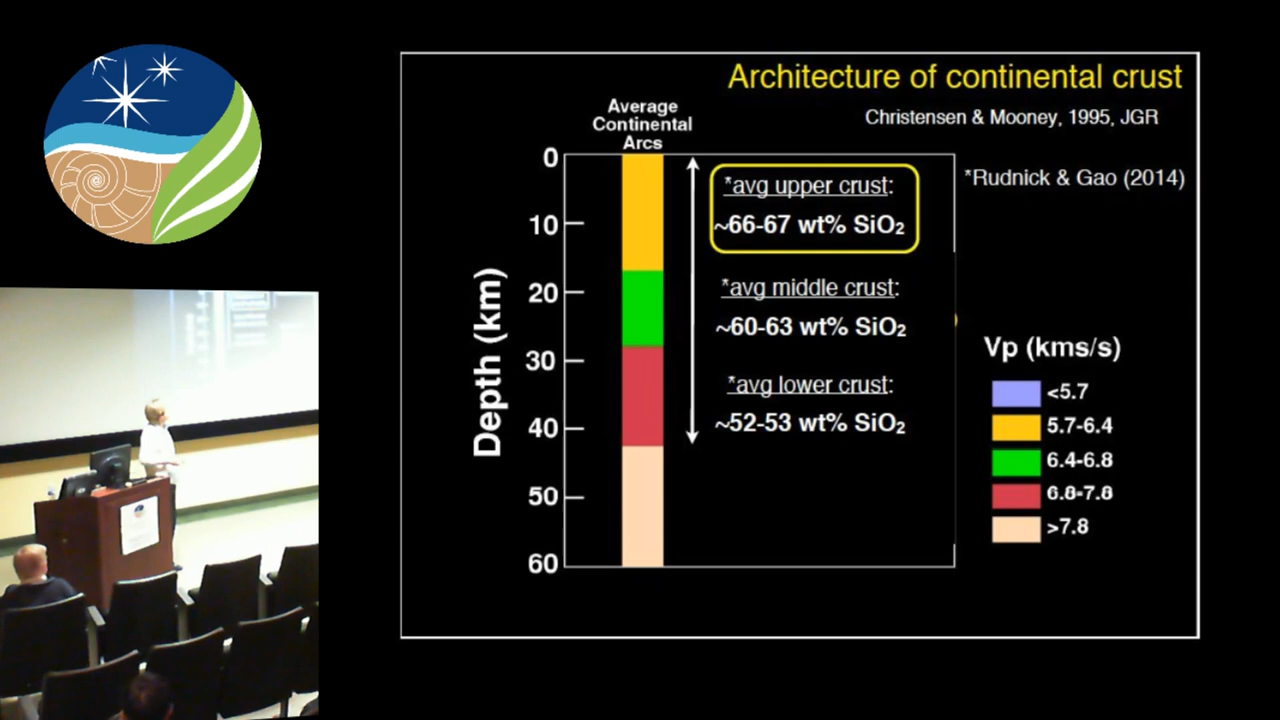 Architecture of continental crust
Christensen & Mooney, 1995, JGR
*Rudnick & Gao (2014)
Average
Continental
Arcs
Depth (km)
0
10
20
30
40
50
60
*avg upper crust:
~66-67 wt% SiO₂
*avg middle crust:
~60-63 wt% SiO₂
*avg lower crust:
~52-53 wt% SiO₂
Vp (kms/s)
<5.7
5.7-6.4
6.4-6.8
6.8-7.8
>7.8